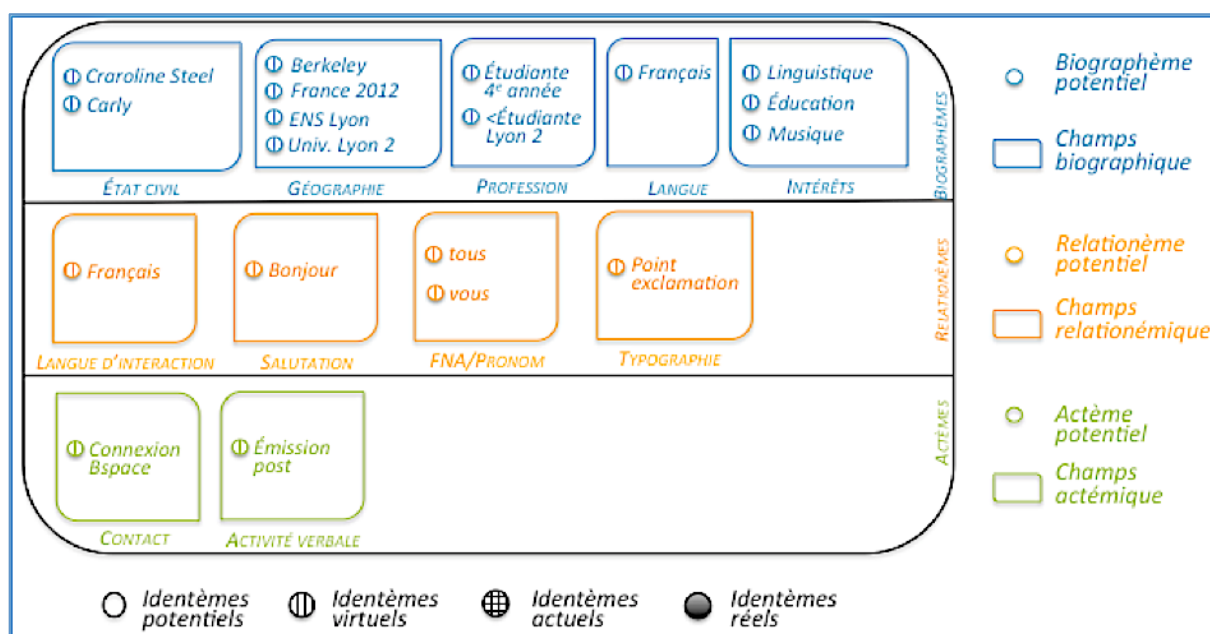 Craroline Steel
Carly
ÉTAT CIVIL
Berkeley
France 2012
ENS Lyon
Univ. Lyon 2
GÉOGRAPHIE
Étudiante
4e année
<Étudiante
Lyon 2
PROFESSION
Français
LANGUE
Linguistique
Éducation
Musique
INTÉRÊTS
BIOGRAPHÈMES
Biographème
potentiel
Champs
biographique
Français
LANGUE D'INTERACTION
Bonjour
SALUTATION
tous
vous
FNA/PRONOM
Point
exclamation
TYPOGRAPHIE
RELATIONÈMES
Relationème
potentiel
Champs
relationémique
Connexion
Bspace
CONTACT
Émission
post
ACTIVITÉ VERBALE
ACTÈMES
Actème
potentiel
Champs
actémique
Identèmes
potentiels
Identèmes
virtuels
Identèmes
actuels
Identèmes
réels